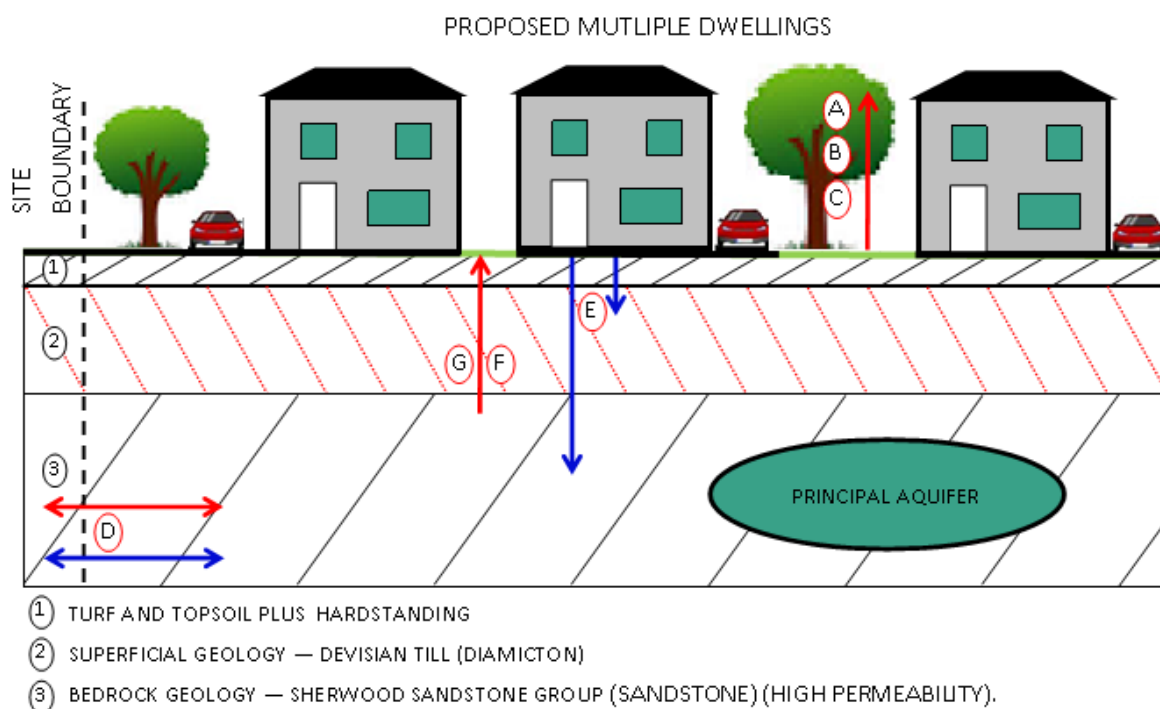 PROPOSED MUTLIPLE DWELLINGS
SITE
BOUNDARY
A
B
C
1
E
2
G F
3
PRINCIPAL AQUIFER
D
1 TURF AND TOPSOIL PLUS HARDSTANDING
2 SUPERFICIAL GEOLOGY — DEVISIAN TILL (DIAMICTON)
3 BEDROCK GEOLOGY — SHERWOOD SANDSTONE GROUP (SANDSTONE) (HIGH PERMEABILITY).